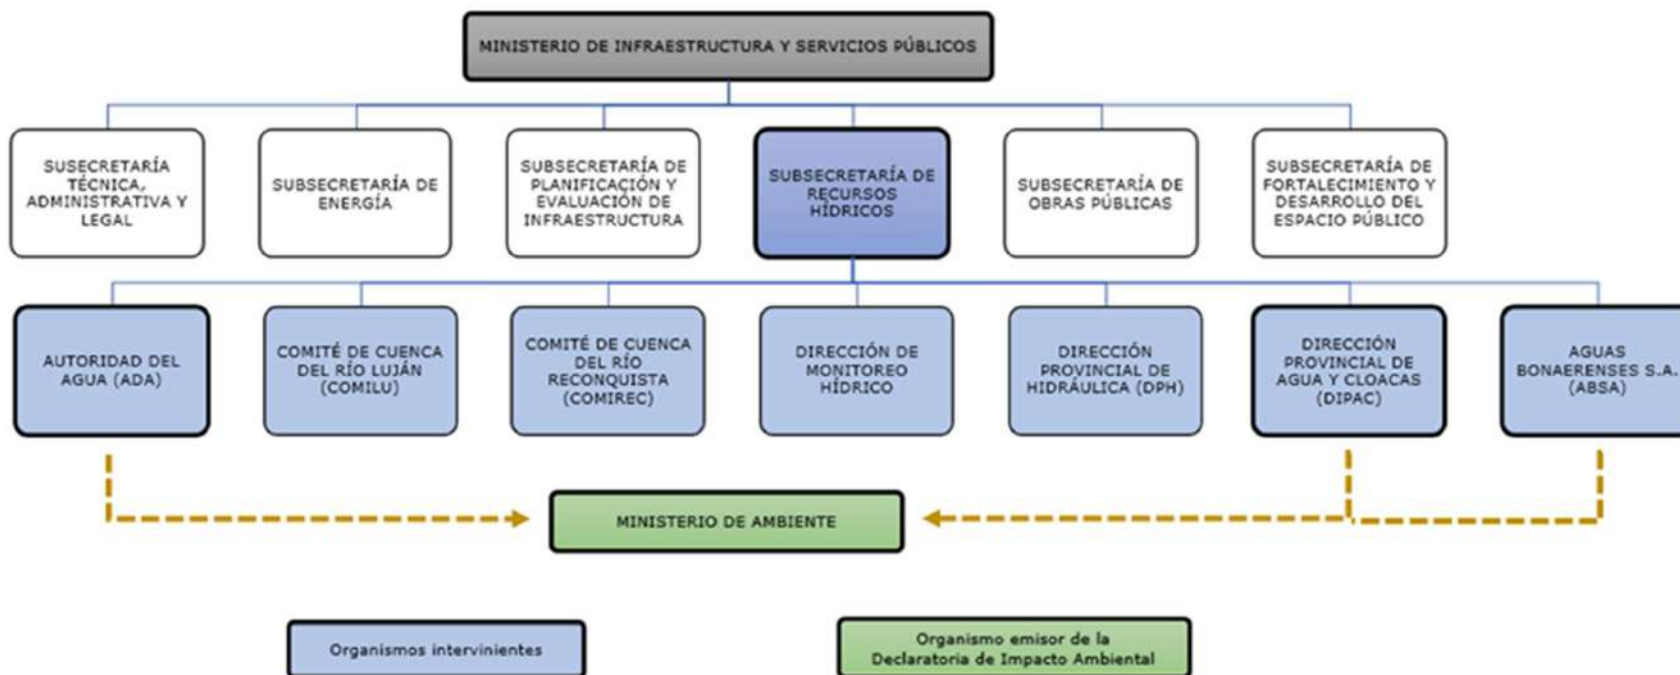 MINISTERIO DE INFRAESTRUCTURA Y SERVICIOS PÚBLICOS
SUSECRETARÍA
TÉCNICA,
ADMINISTRATIVA Y
LEGAL
SUBSECRETARÍA DE
ENERGÍA
SUBSECRETARÍA DE
PLANIFICACIÓN Y
EVALUACIÓN DE
INFRAESTRUCTURA
SUBSECRETARÍA DE
RECURSOS
HÍDRICOS
SUBSECRETARÍA DE
OBRAS PÚBLICAS
SUBSECRETARÍA DE
FORTALECIMIENTO Y
DESARROLLO DEL
ESPACIO PÚBLICO
AUTORIDAD DEL
AGUA (ADA)
COMITÉ DE CUENCA
DEL RÍO LUJÁN
(COMILU)
COMITÉ DE CUENCA
DEL RÍO
RECONQUISTA
(COMIREC)
DIRECCIÓN DE
MONITOREO
HÍDRICO
DIRECCIÓN
PROVINCIAL DE
HIDRÁULICA (DPH)
DIRECCIÓN
PROVINCIAL DE
AGUA Y CLOACAS
(DIPAC)
AGUAS
BONAERENSES S.A.
(ABSA)
MINISTERIO DE AMBIENTE
Organismos intervinientes
Organismo emisor de la
Declaratoria de Impacto Ambiental